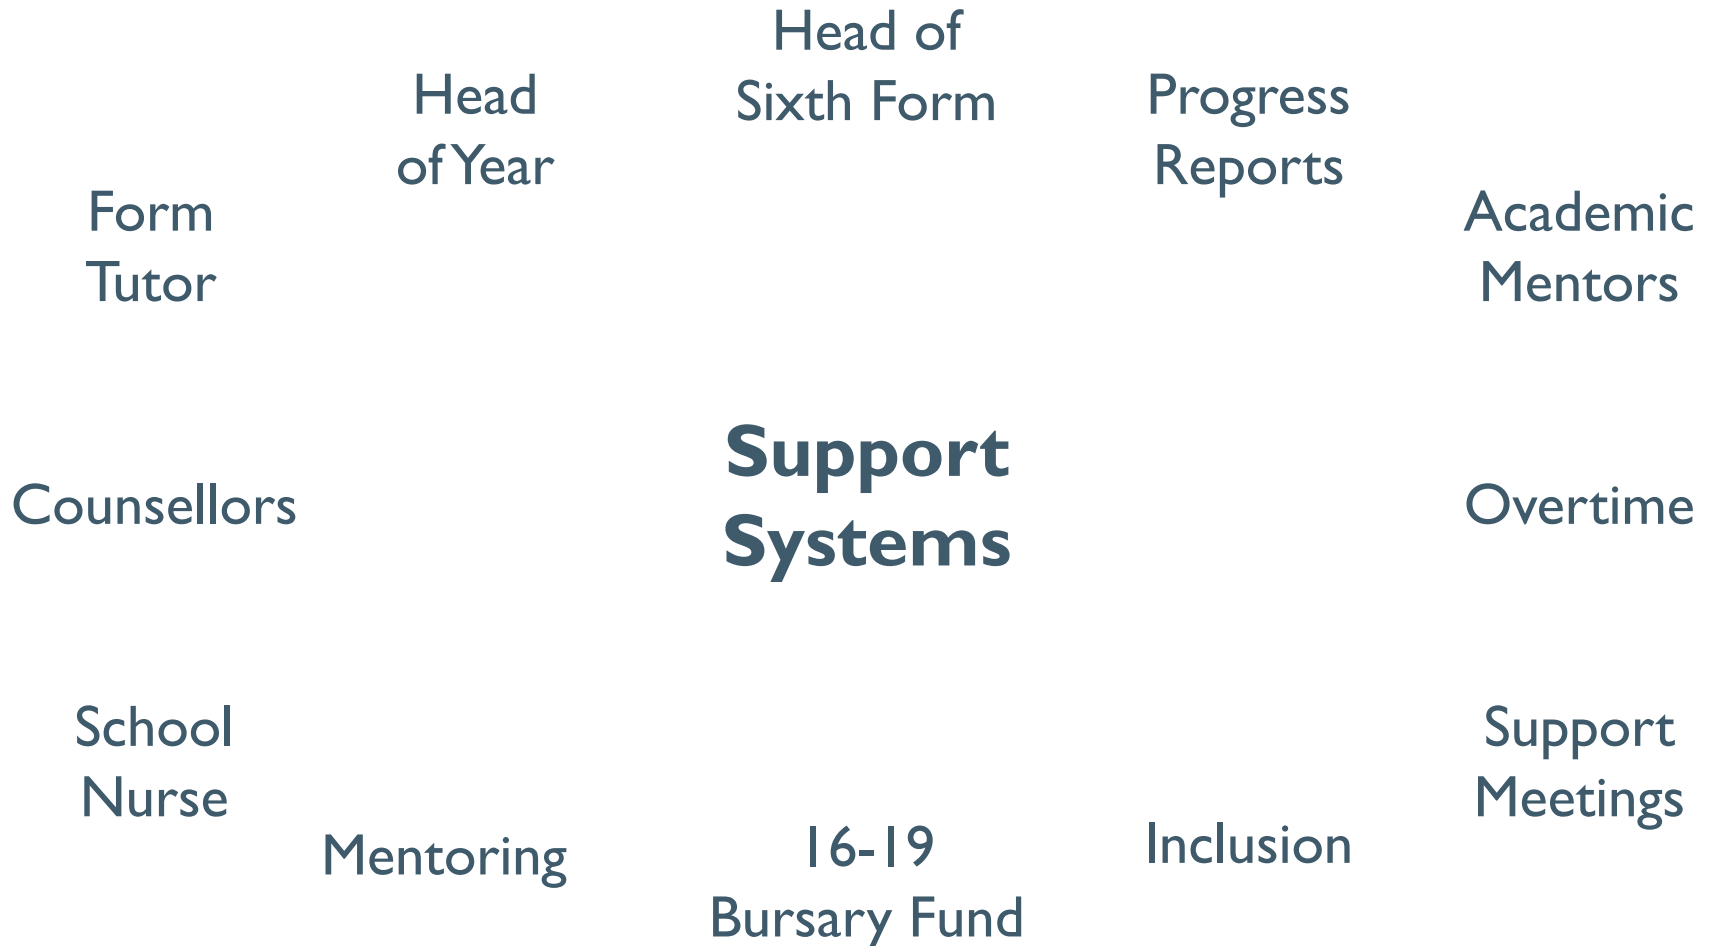 Head of
Sixth Form
Head
of Year
Progress
Reports
Form
Tutor
Academic
Mentors
Support
Systems
Counsellors
Overtime
School
Nurse
Support
Meetings
Mentoring
16-19
Bursary Fund
Inclusion